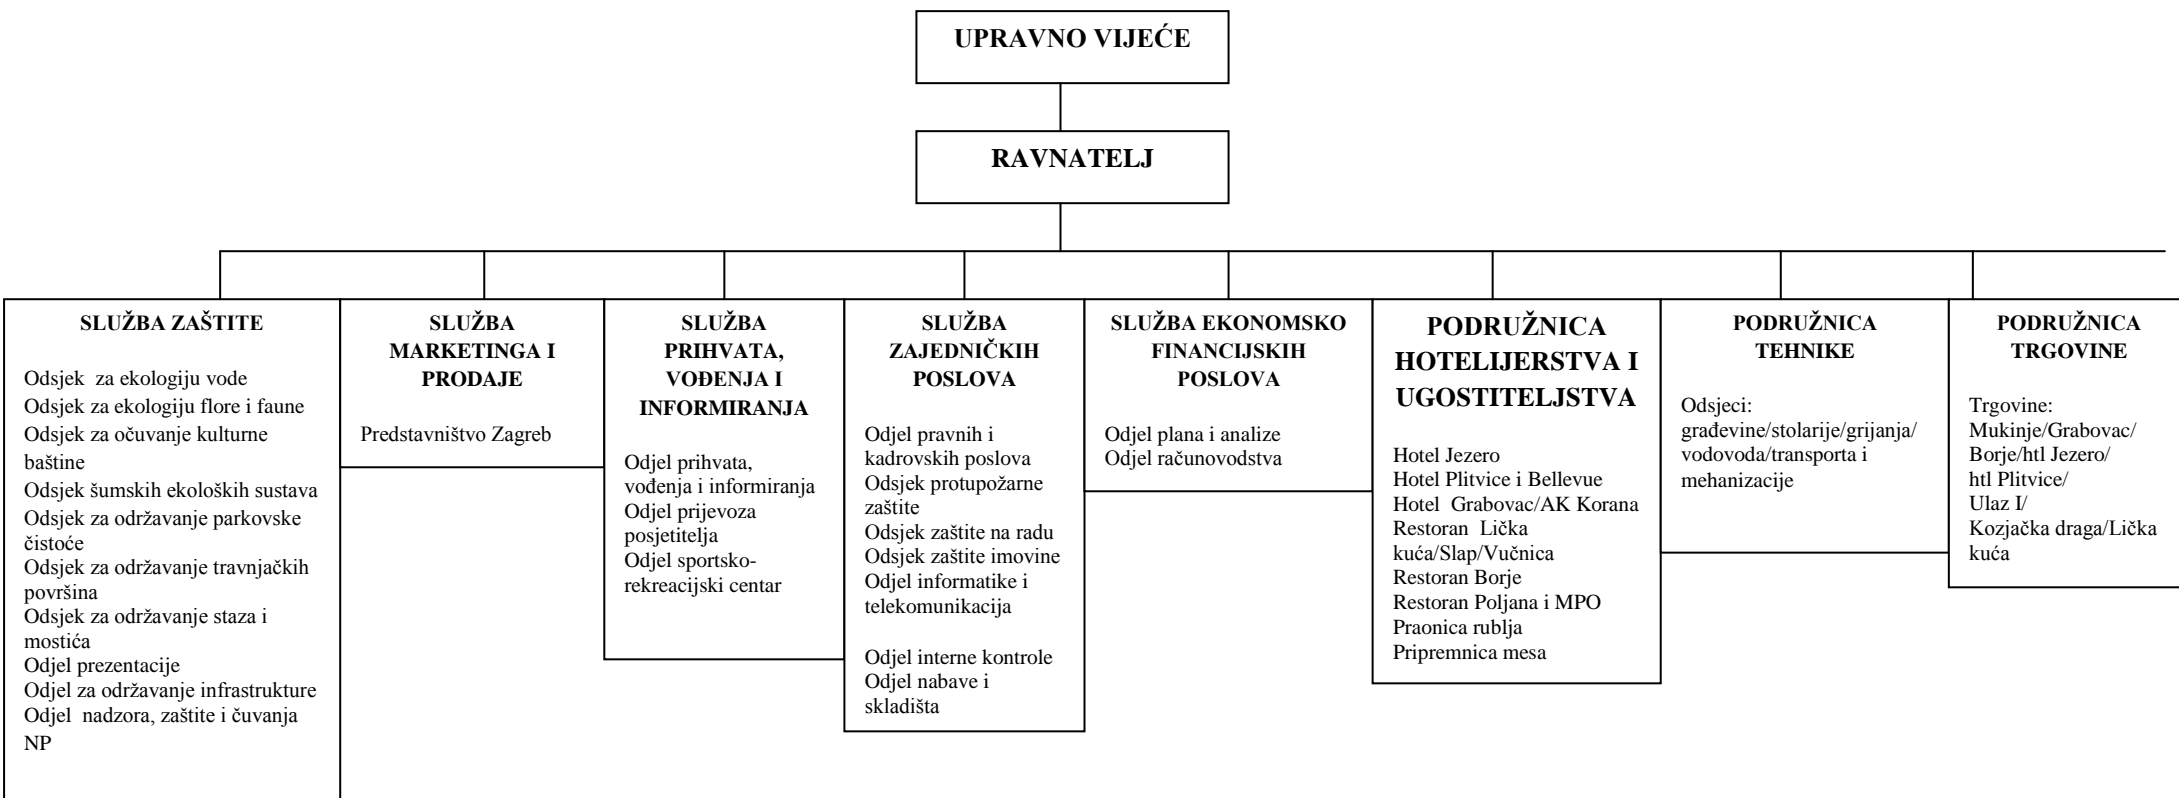 UPRAVNO VIJEĆE
RAVNATELJ
SLUŽBA ZAŠTITE
Odsjek  za ekologiju vode
Odsjek za ekologiju flore i faune
Odsjek za očuvanje kulturne
baštine
Odsjek šumskih ekoloških sustava
Odsjek za održavanje parkovske
čistoće
Odsjek za održavanje travnjačkih
površina
Odsjek za održavanje staza i
mostića
Odjel prezentacije
Odjel za održavanje infrastrukture
Odjel  nadzora, zaštite i čuvanja
NP
SLUŽBA
MARKETINGA I
PRODAJE
Predstavništvo Zagreb
SLUŽBA
PRIHVATA,
VOĐENJA I
INFORMIRANJA
Odjel prihvata,
vođenja i informiranja
Odjel prijevoza
posjetitelja
Odjel sportsko-
rekreacijski centar
SLUŽBA
ZAJEDNIČKIH
POSLOVA
Odjel pravnih i
kadrovskih poslova
Odsjek protupožarne
zaštite
Odsjek zaštite na radu
Odsjek zaštite imovine
Odjel informatike i
telekomunikacija
Odjel interne kontrole
Odjel nabave i
skladišta
SLUŽBA EKONOMSKO
FINANCIJSKIH
POSLOVA
Odjel plana i analize
Odjel računovodstva
PODRUŽNICA
HOTELIJERSTVA I
UGOSTITELJSTVA
Hotel Jezero
Hotel Plitvice i Bellevue
Hotel  Grabovac/AK Korana
Restoran  Lička
kuća/Slap/Vučnica
Restoran Borje
Restoran Poljana i MPO
Praonica rublja
Pripremnica mesa
PODRUŽNICA
TEHNIKE
Odsjeci:
građevine/stolarije/grijanja/
vodovoda/transporta i
mehanizacije
PODRUŽNICA
TRGOVINE
Trgovine:
Mukinje/Grabovac/
Borje/htl Jezero/
htl Plitvice/
Ulaz I/
Kozjačka draga/Lička
kuća